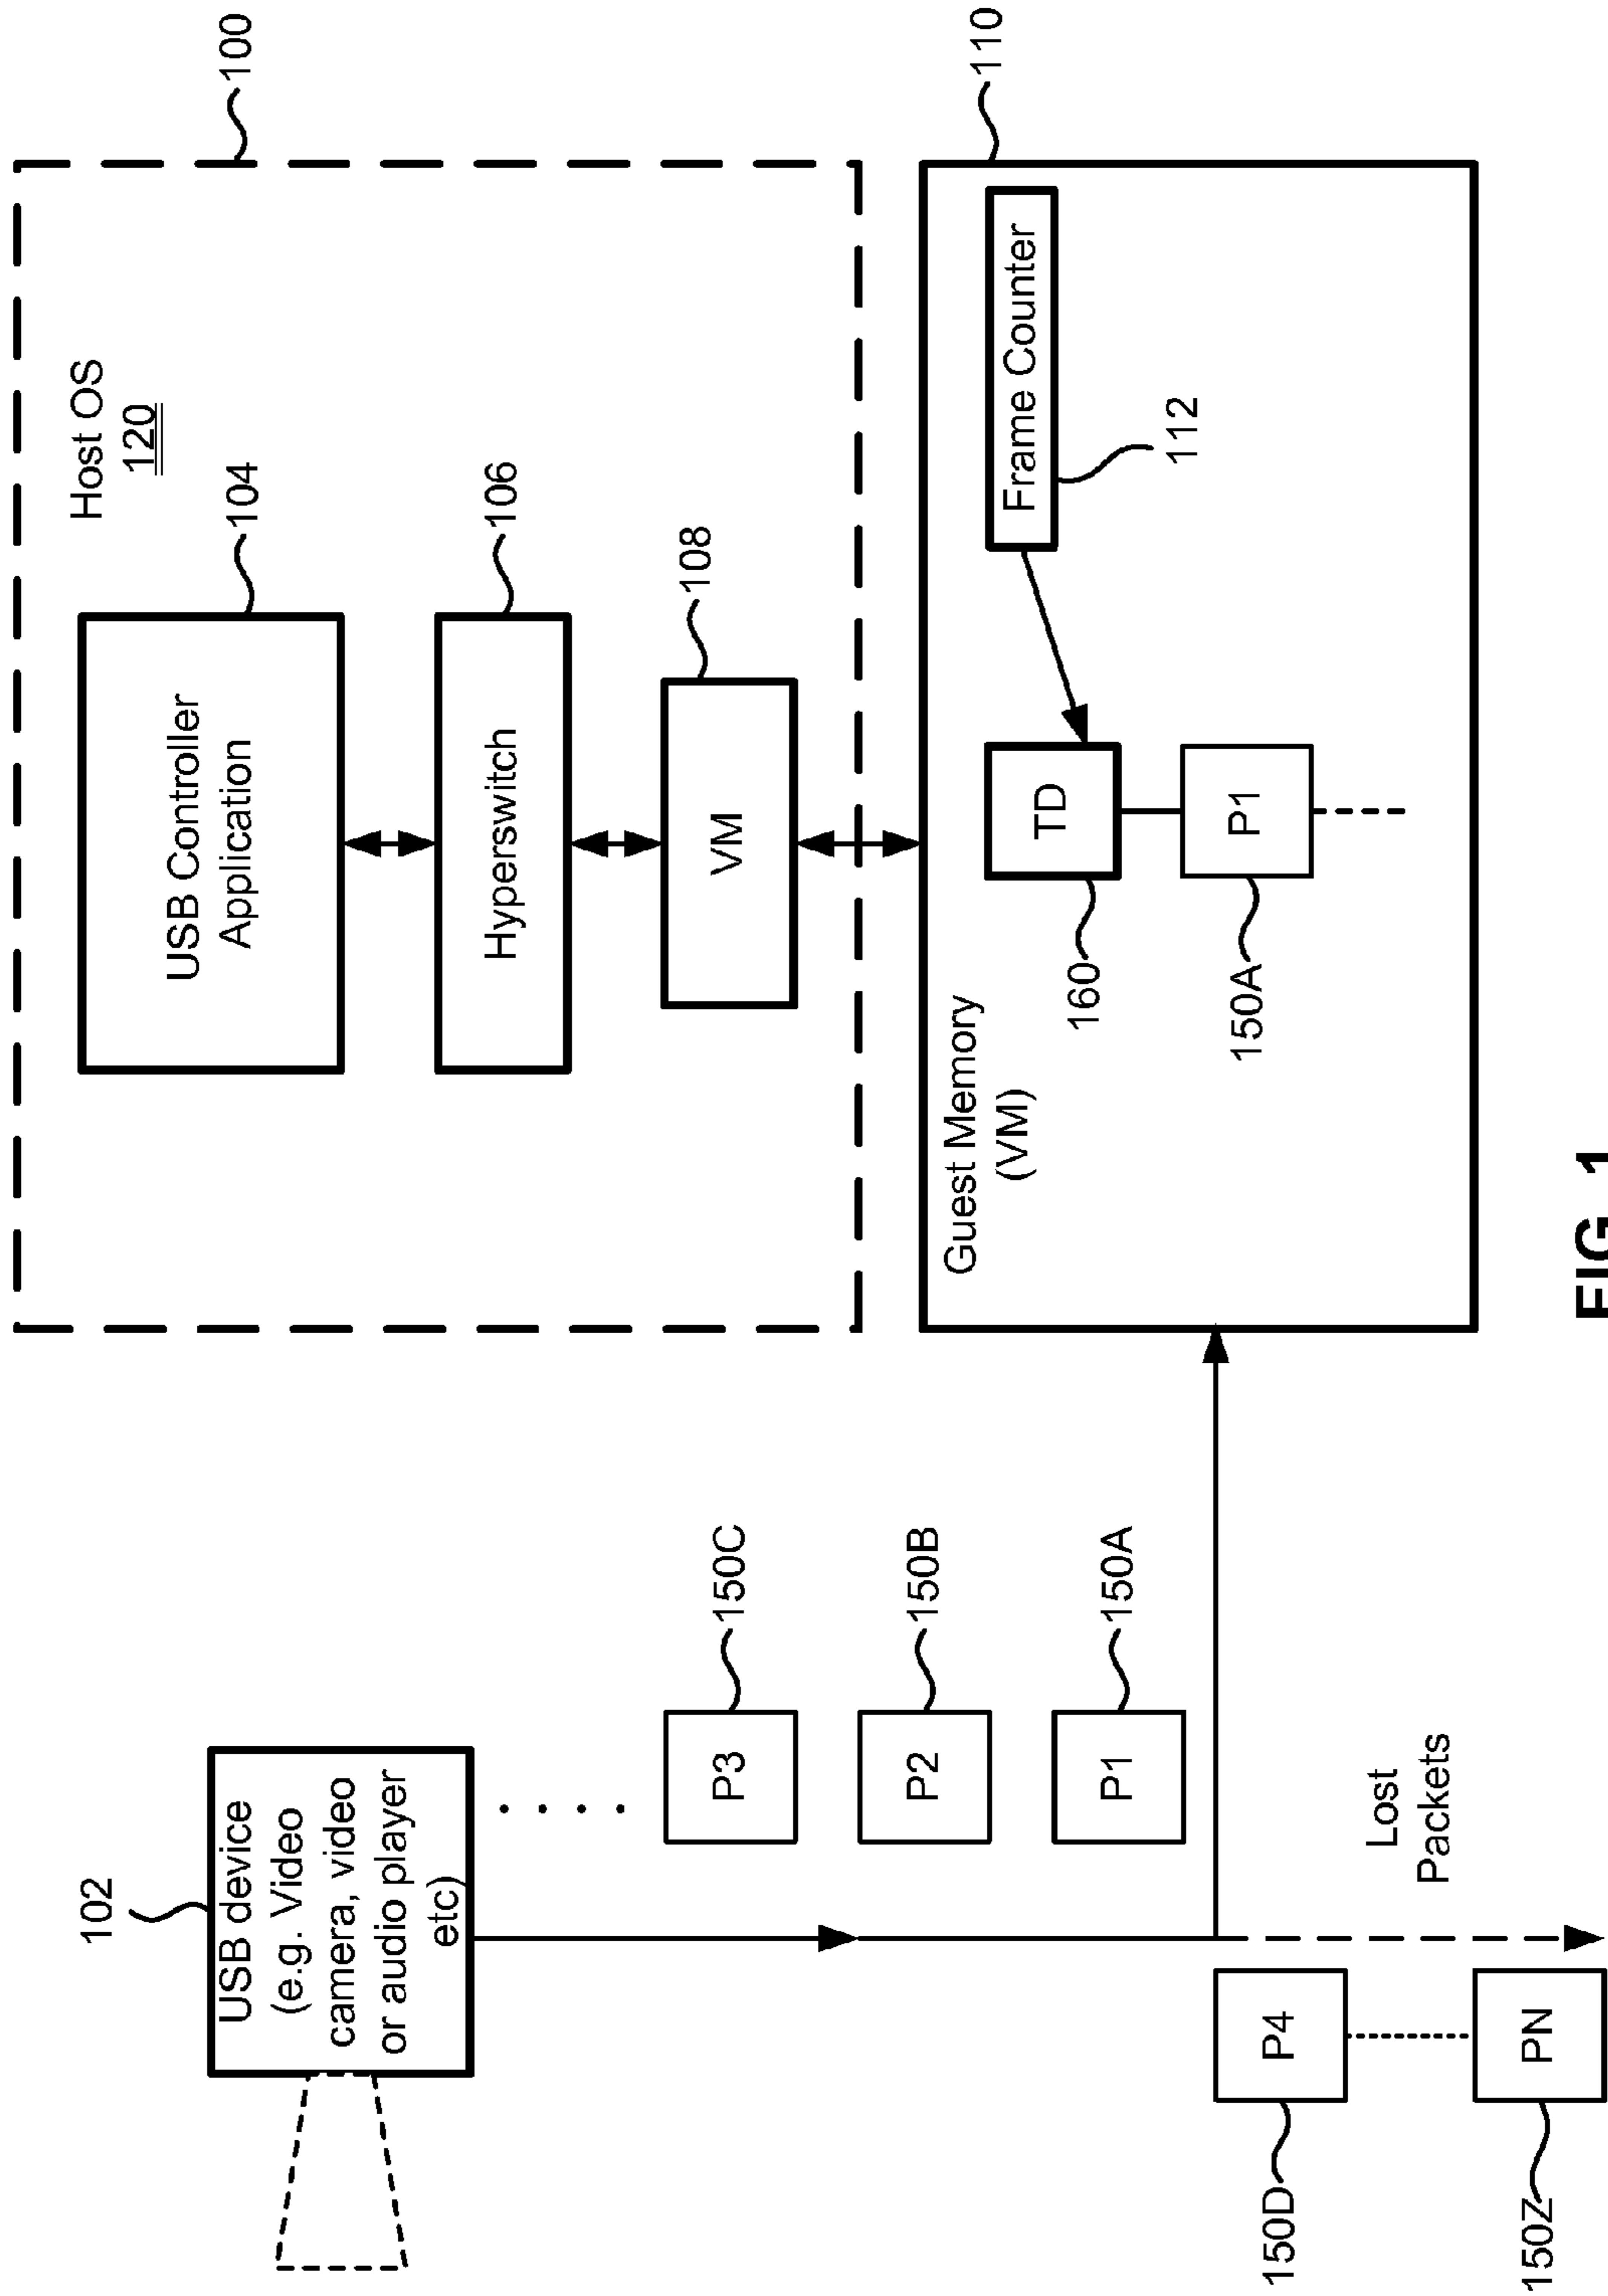 102
USB device
(e.g. Video
camera, video
or audio player
etc)
P3
150C
P2
150B
P1
150A
P4
150D
PN
150Z
Lost
Packets
100
Host OS
120
USB Controller
Application
104
Hyperswitch
106
VM
108
110
Guest Memory
(VM)
Frame Counter
112
TD
160
P1
150A
FIG. 1